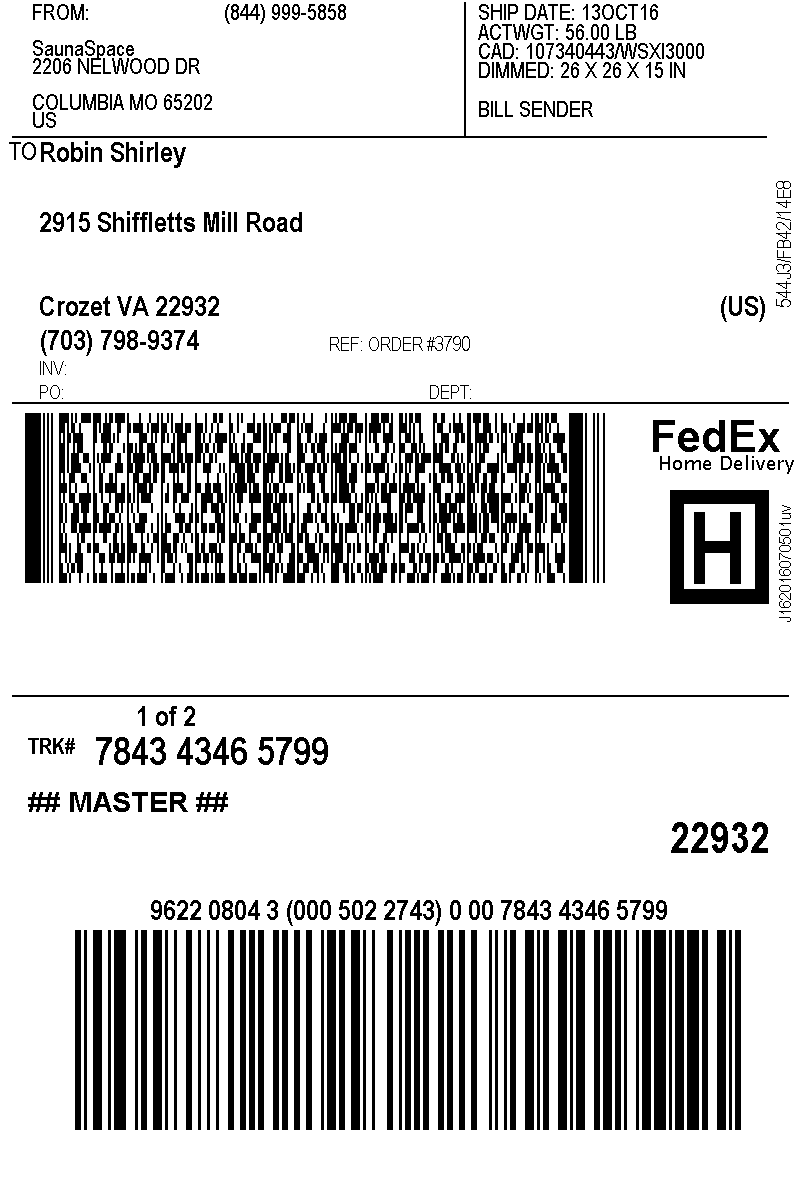 FROM: (844) 999-5858
SaunaSpace
2206 NELWOOD DR
COLUMBIA MO 65202
US
SHIP DATE: 13OCT16
ACTWGT: 56.00 LB
CAD: 107340443/WSXI3000
DIMMED: 26 X 26 X 15 IN
BILL SENDER
TO Robin Shirley
2915 Shiffletts Mill Road
Crozet VA 22932 (US)
(703) 798-9374 REF: ORDER #3790
INV:
PO: DEPT:
544J3/FB42/14E8
FedEx
Home Delivery
H
J162016070501uv
1 of 2
TRK# 7843 4346 5799
## MASTER ##
22932
9622 0804 3 (000 502 2743) 0 00 7843 4346 5799